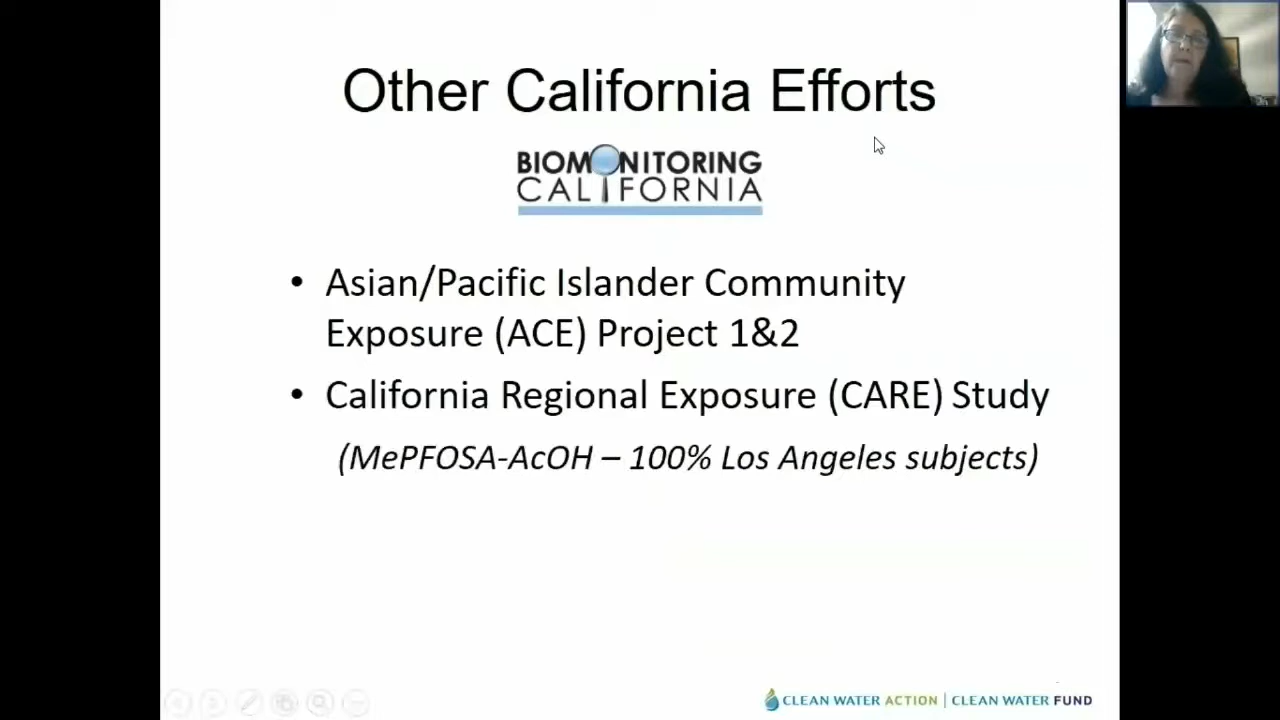 Other California Efforts
BIOMONITORING
CALIFORNIA
• Asian/Pacific Islander Community
Exposure (ACE) Project 1&2
• California Regional Exposure (CARE) Study
(MePFOSA-AcOH – 100% Los Angeles subjects)
CLEAN WATER ACTION | CLEAN WATER FUND